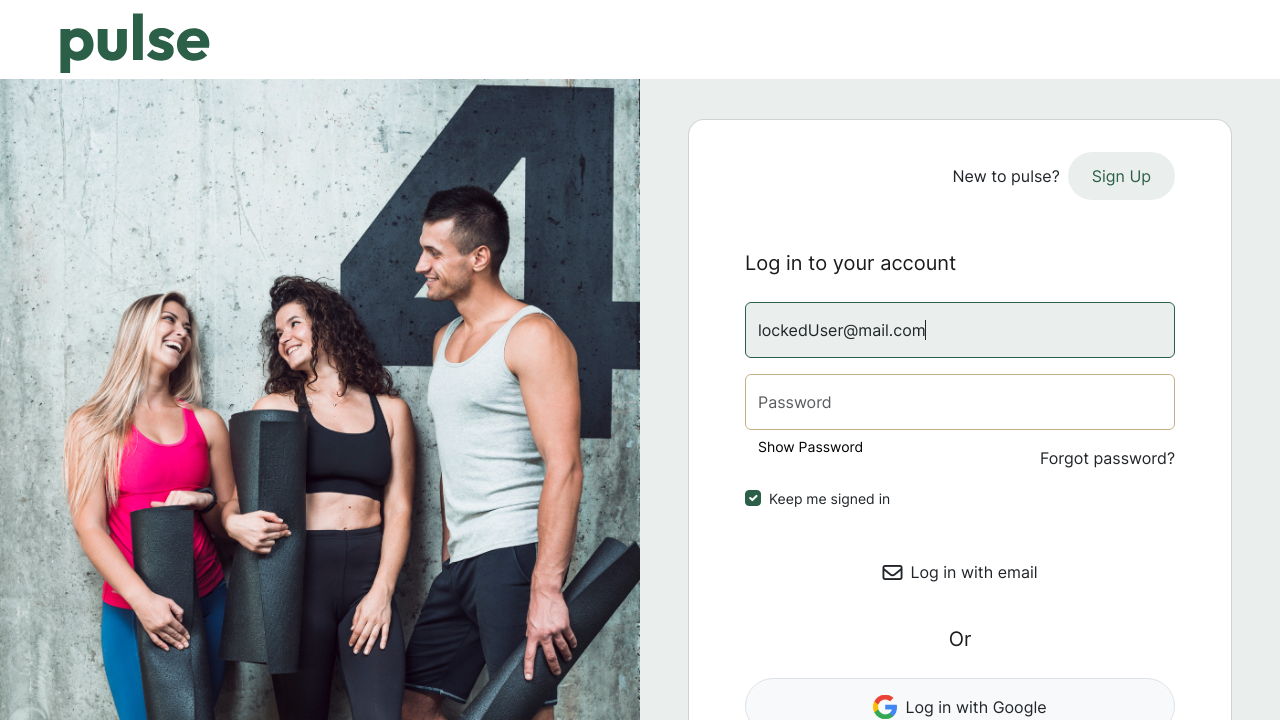 pulse
New to pulse? Sign Up
Log in to your account
lockedUser@mail.com
Password
Show Password
Forgot password?
Keep me signed in
Log in with email
Or
Log in with Google
4